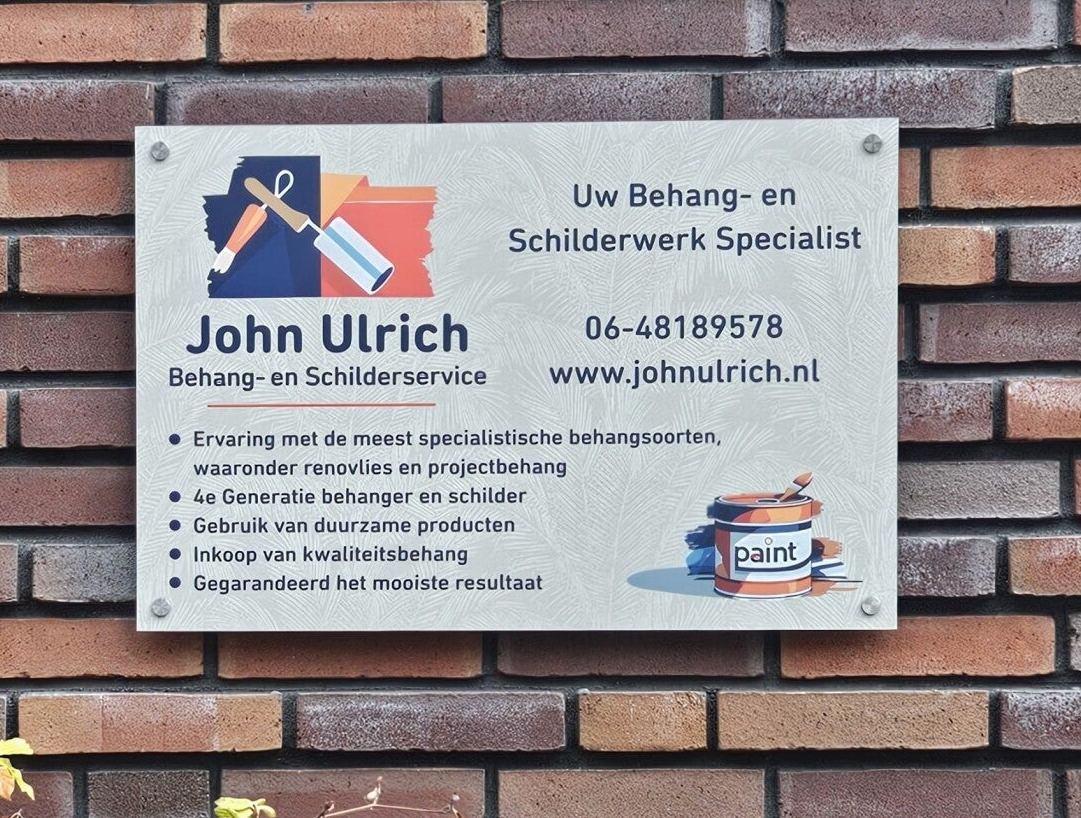 John Ulrich
Behang- en Schilderservice
Uw Behang- en
Schilderwerk Specialist
06-48189578
www.johnulrich.nl
• Ervaring met de meest specialistische behangsoorten,
waaronder renovlies en projectbehang
• 4e Generatie behanger en schilder
• Gebruik van duurzame producten
• Inkoop van kwaliteitsbehang
• Gegarandeerd het mooiste resultaat
paint